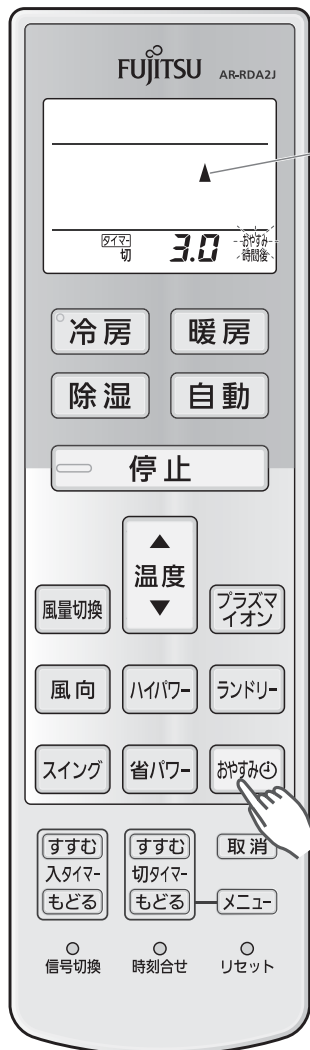 FUJITSU AR-RDA2J
タイマー おやすみ
切 3.0 時間後
冷房 暖房
除湿 自動
停止
▲
温度
▼
風量切換 プラズマ
イオン
風向 ハイパワー ランドリー
スイング 省パワー おやすみ
すすむ すすむ 取消
入タイマー 切タイマー
もどる もどる メニュー
信号切換 時刻合せ リセット